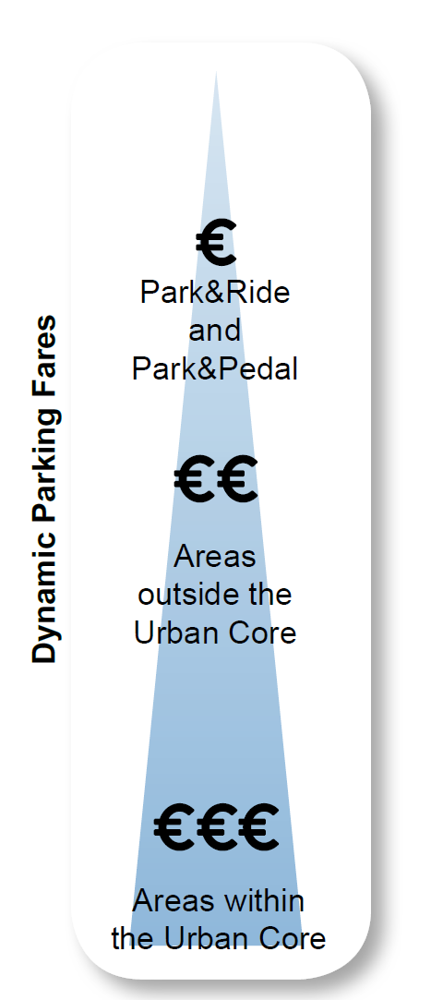 Dynamic Parking Fares
€
Park&Ride
and
Park&Pedal
€€
Areas
outside the
Urban Core
€€€
Areas within
the Urban Core